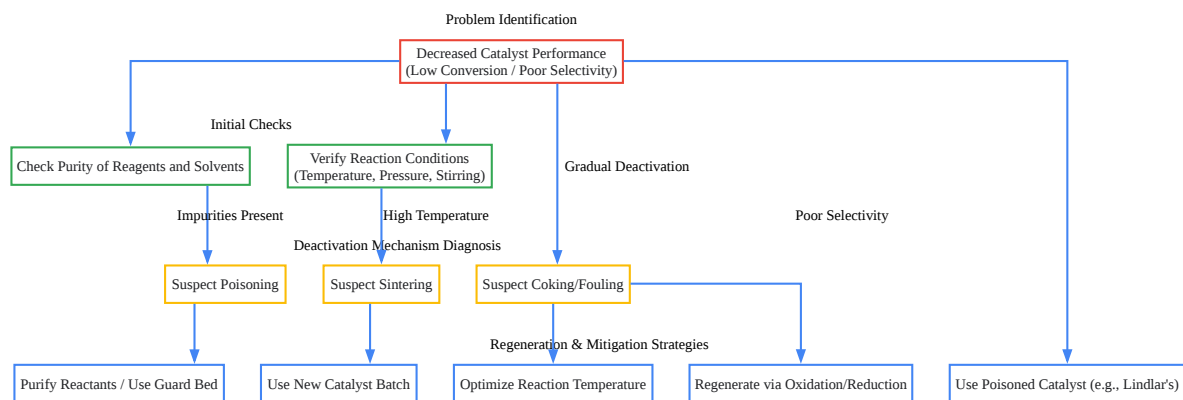 Problem Identification
Decreased Catalyst Performance
(Low Conversion / Poor Selectivity)
Initial Checks
Check Purity of Reagents and Solvents
Verify Reaction Conditions
(Temperature, Pressure, Stirring)
Gradual Deactivation
Impurities Present
High Temperature
Poor Selectivity
Deactivation Mechanism Diagnosis
Suspect Poisoning
Suspect Sintering
Suspect Coking/Fouling
Regeneration & Mitigation Strategies
Purify Reactants / Use Guard Bed
Use New Catalyst Batch
Optimize Reaction Temperature
Regenerate via Oxidation/Reduction
Use Poisoned Catalyst (e.g., Lindlar's)